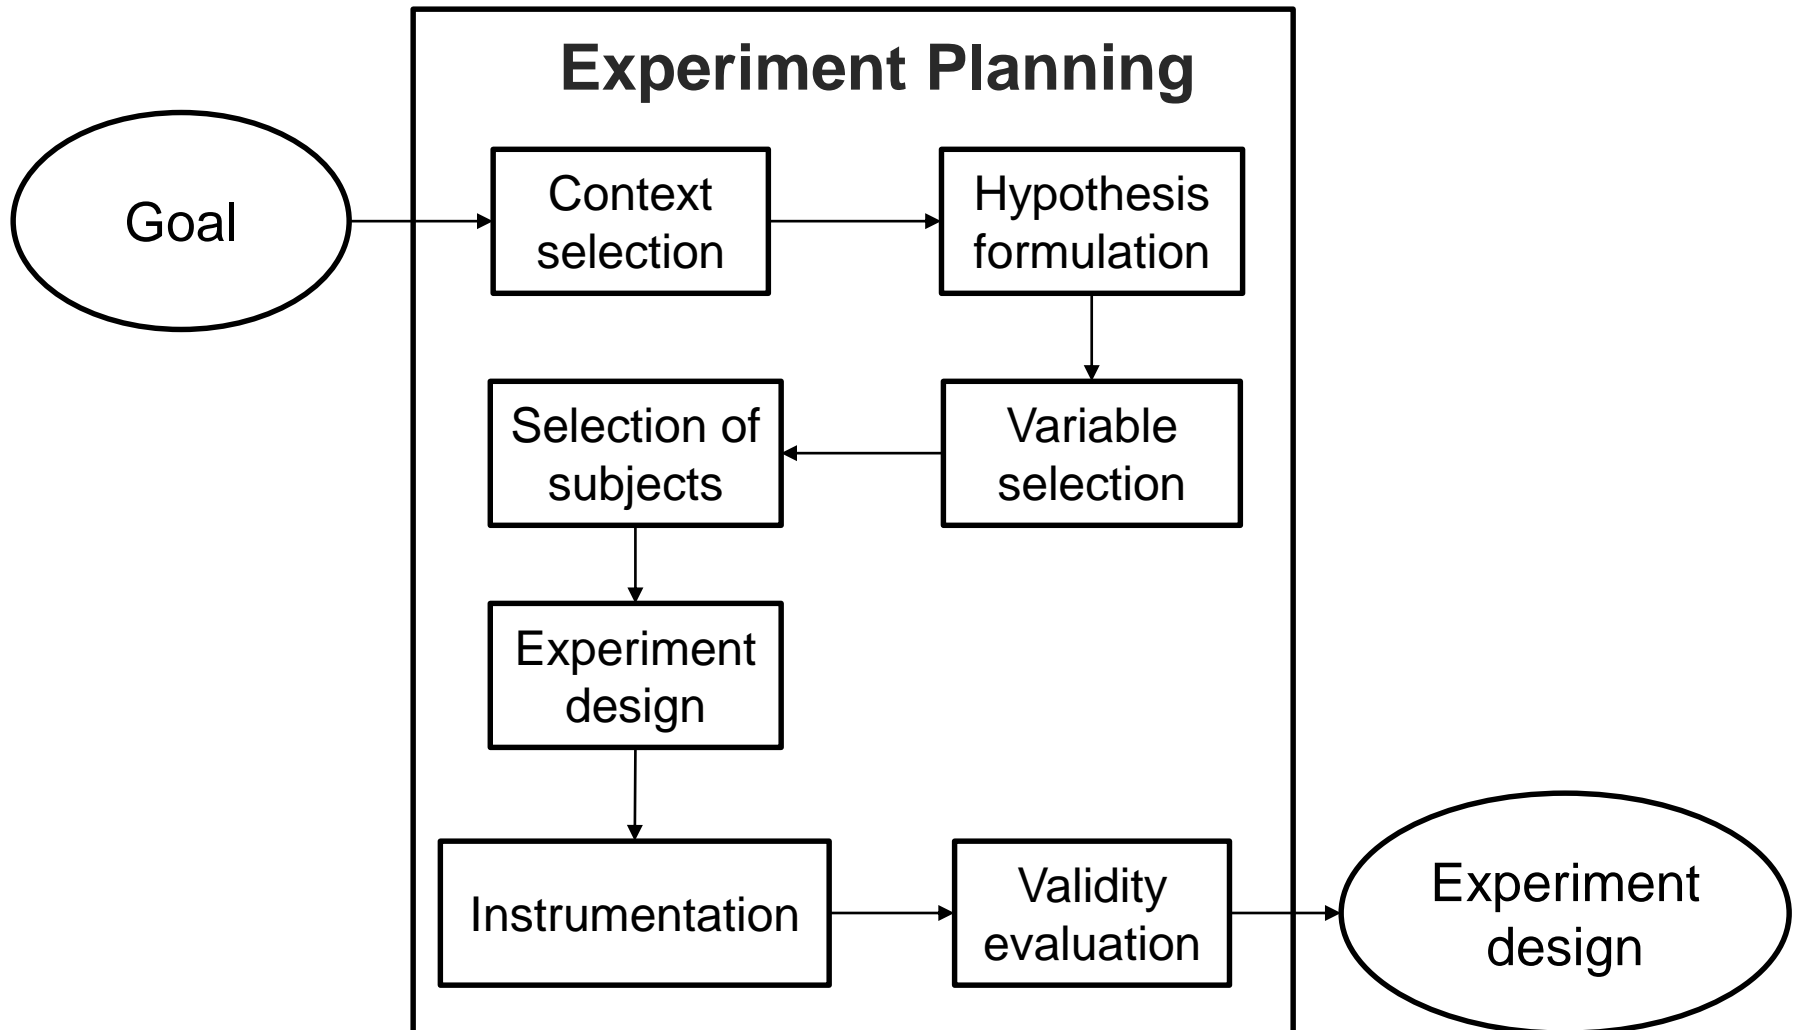 Experiment Planning
Goal
Context
selection
Hypothesis
formulation
Variable
selection
Selection of
subjects
Experiment
design
Instrumentation
Validity
evaluation
Experiment
design